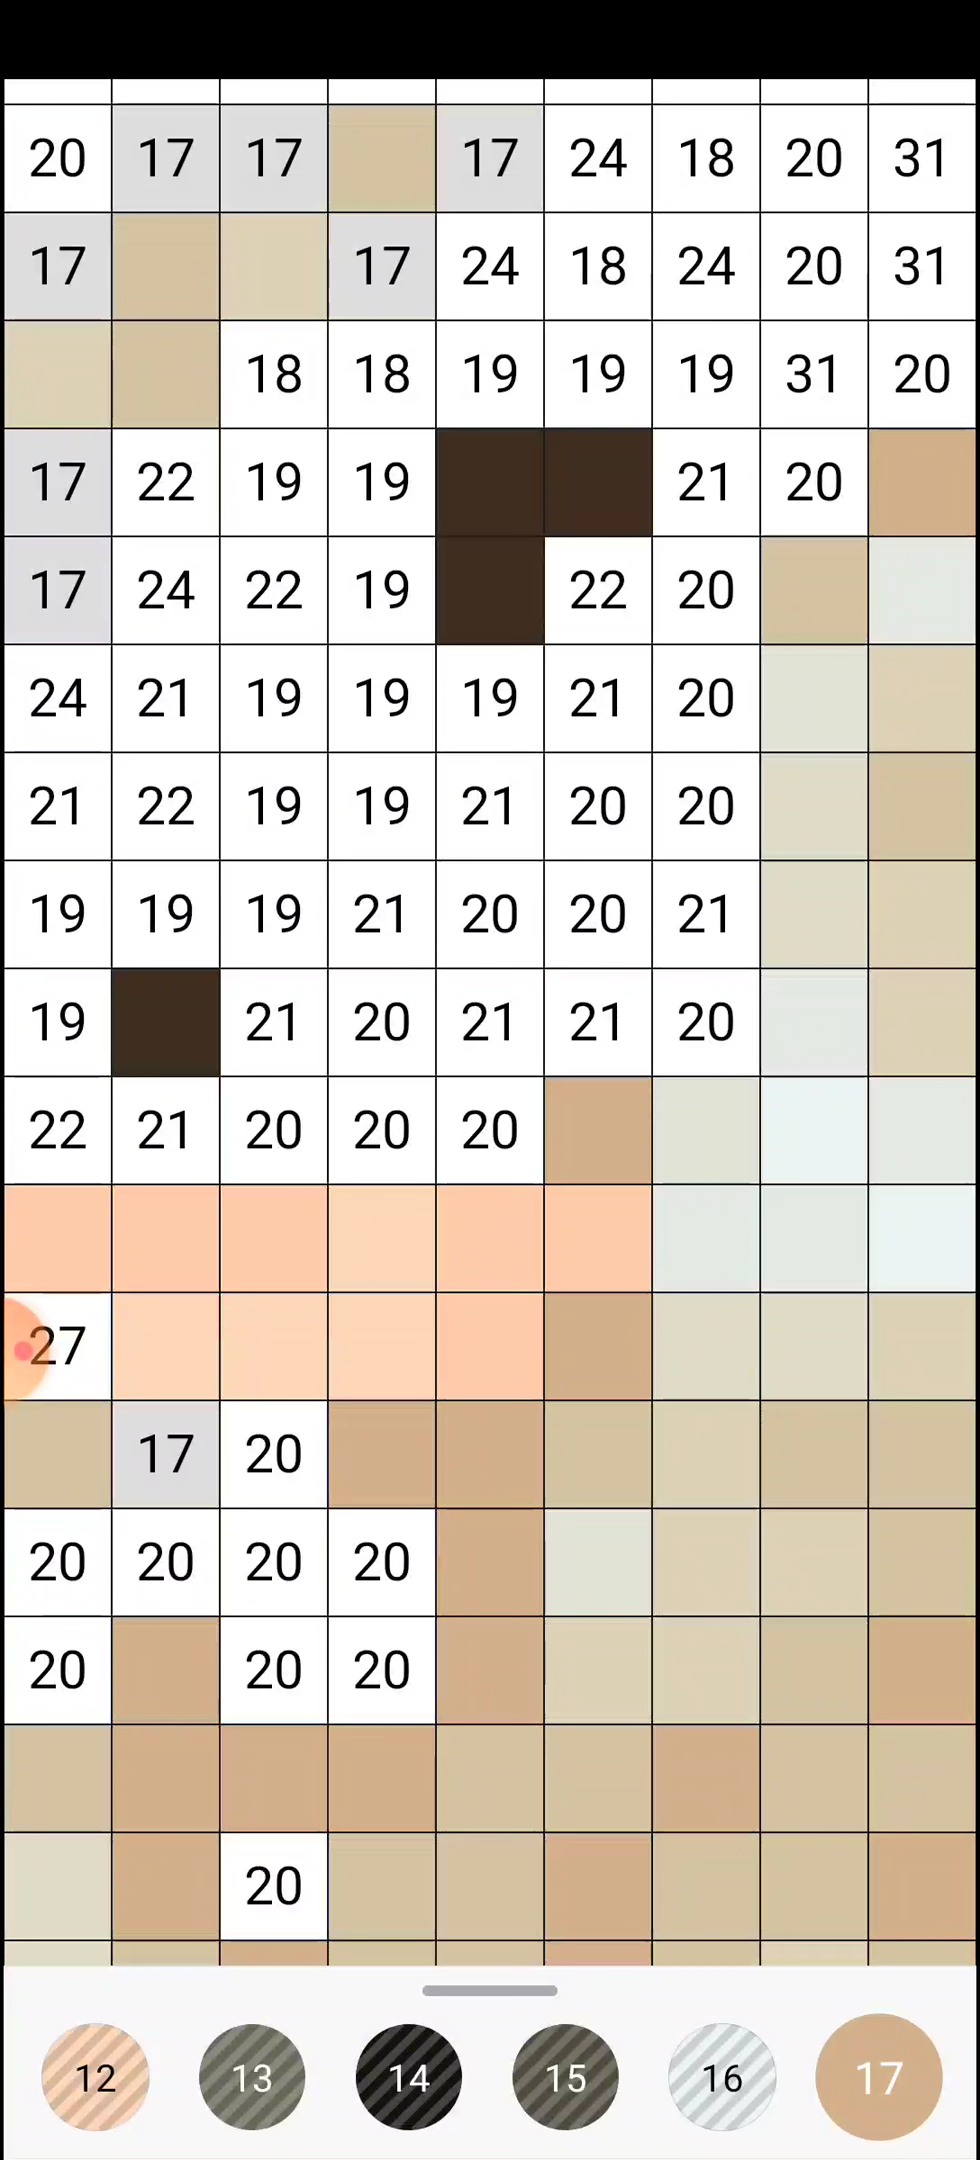 20 17 17 17 24 18 20 31
17 17 24 18 24 20 31
18 18 19 19 19 31 20
17 22 19 19 21 20
17 24 22 19 22 20
24 21 19 19 19 21 20
21 22 19 19 21 20 20
19 19 19 21 20 20 21
19 21 20 21 21 20
22 21 20 20 20
27
17 20
20 20 20 20
20 20 20
20
12 13 14 15 16 17